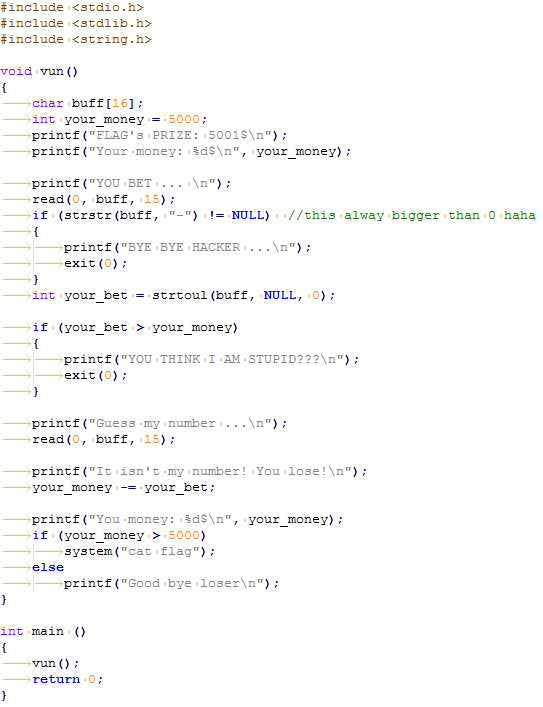 #include <stdio.h>
#include <stdlib.h>
#include <string.h>

void vun()
{
	char buff[16];
	int your_money = 5000;
	printf("FLAG's PRIZE: 5001$\n");
	printf("Your money: %d$\n", your_money);

	printf("YOU BET ... \n");
	read(0, buff, 15);
	if (strstr(buff, "-") != NULL)  //this alway bigger than 0 haha
	{
		printf("BYE BYE HACKER ...\n");
		exit(0);
	}
	int your_bet = strtoul(buff, NULL, 0);

	if (your_bet > your_money)
	{
		printf("YOU THINK I AM STUPID???\n");
		exit(0);
	}

	printf("Guess my number ...\n");
	read(0, buff, 15);

	printf("It isn't my number! You lose!\n");
	your_money -= your_bet;

	printf("You money: %d$\n", your_money);
	if (your_money > 5000)
		system("cat flag");
	else
		printf("Good bye loser\n");
}

int main ()
{
	vun();
	return 0;
}